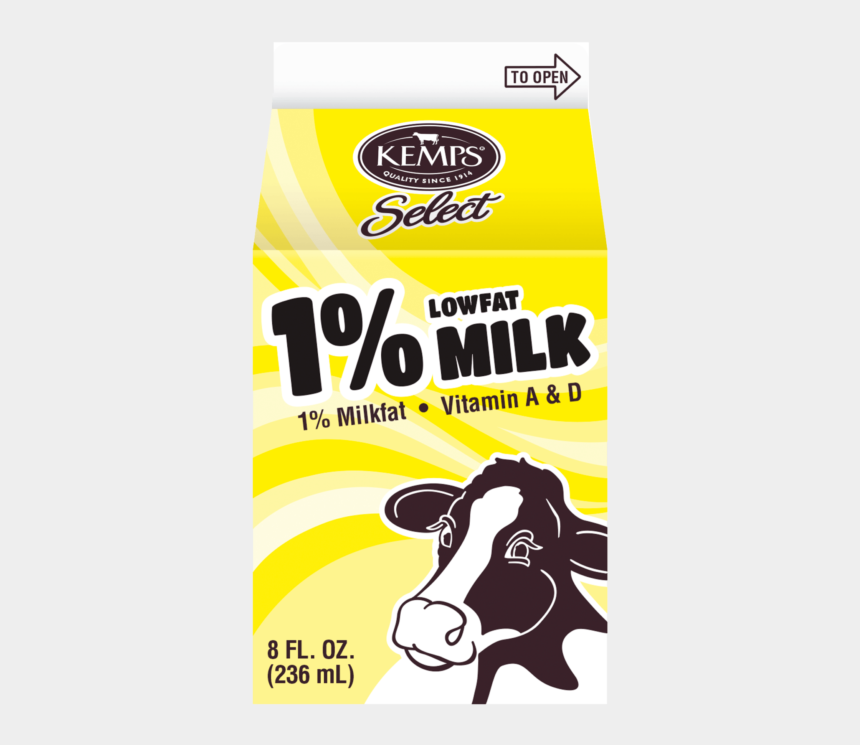 TO OPEN
KEMPS
QUALITY SINCE 1914
Select
1% LOWFAT MILK
1% Milkfat • Vitamin A & D
8 FL. OZ.
(236 mL)